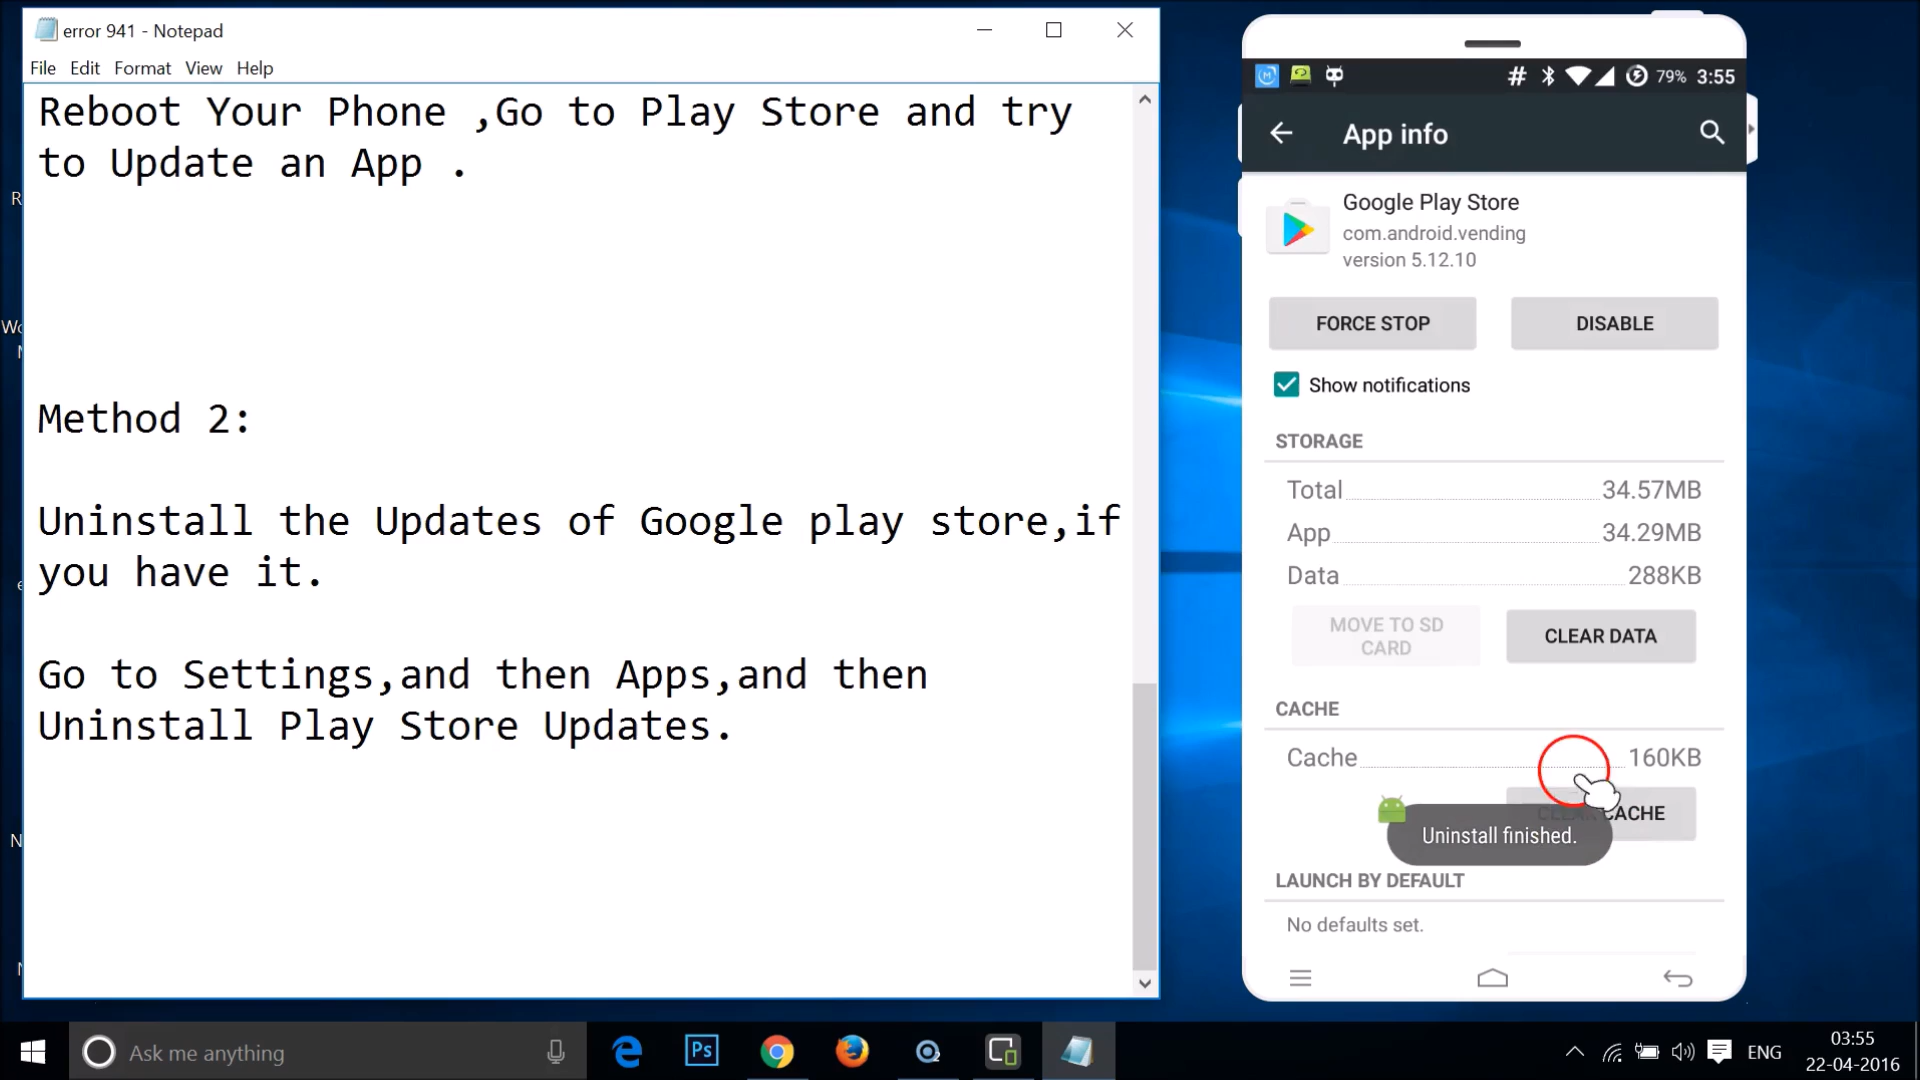 error 941 - Notepad
File Edit Format View Help
Reboot Your Phone ,Go to Play Store and try
to Update an App .
Method 2:
Uninstall the Updates of Google play store,if
you have it.
Go to Settings,and then Apps,and then
Uninstall Play Store Updates.
79% 3:55
App info
Google Play Store
com.android.vending
version 5.12.10
FORCE STOP
DISABLE
Show notifications
STORAGE
Total 34.57MB
App 34.29MB
Data 288KB
MOVE TO SD
CARD
CLEAR DATA
CACHE
Cache 160KB
CLEAR CACHE
Uninstall finished.
LAUNCH BY DEFAULT
No defaults set.
Ask me anything
Ps
ENG
03:55
22-04-2016